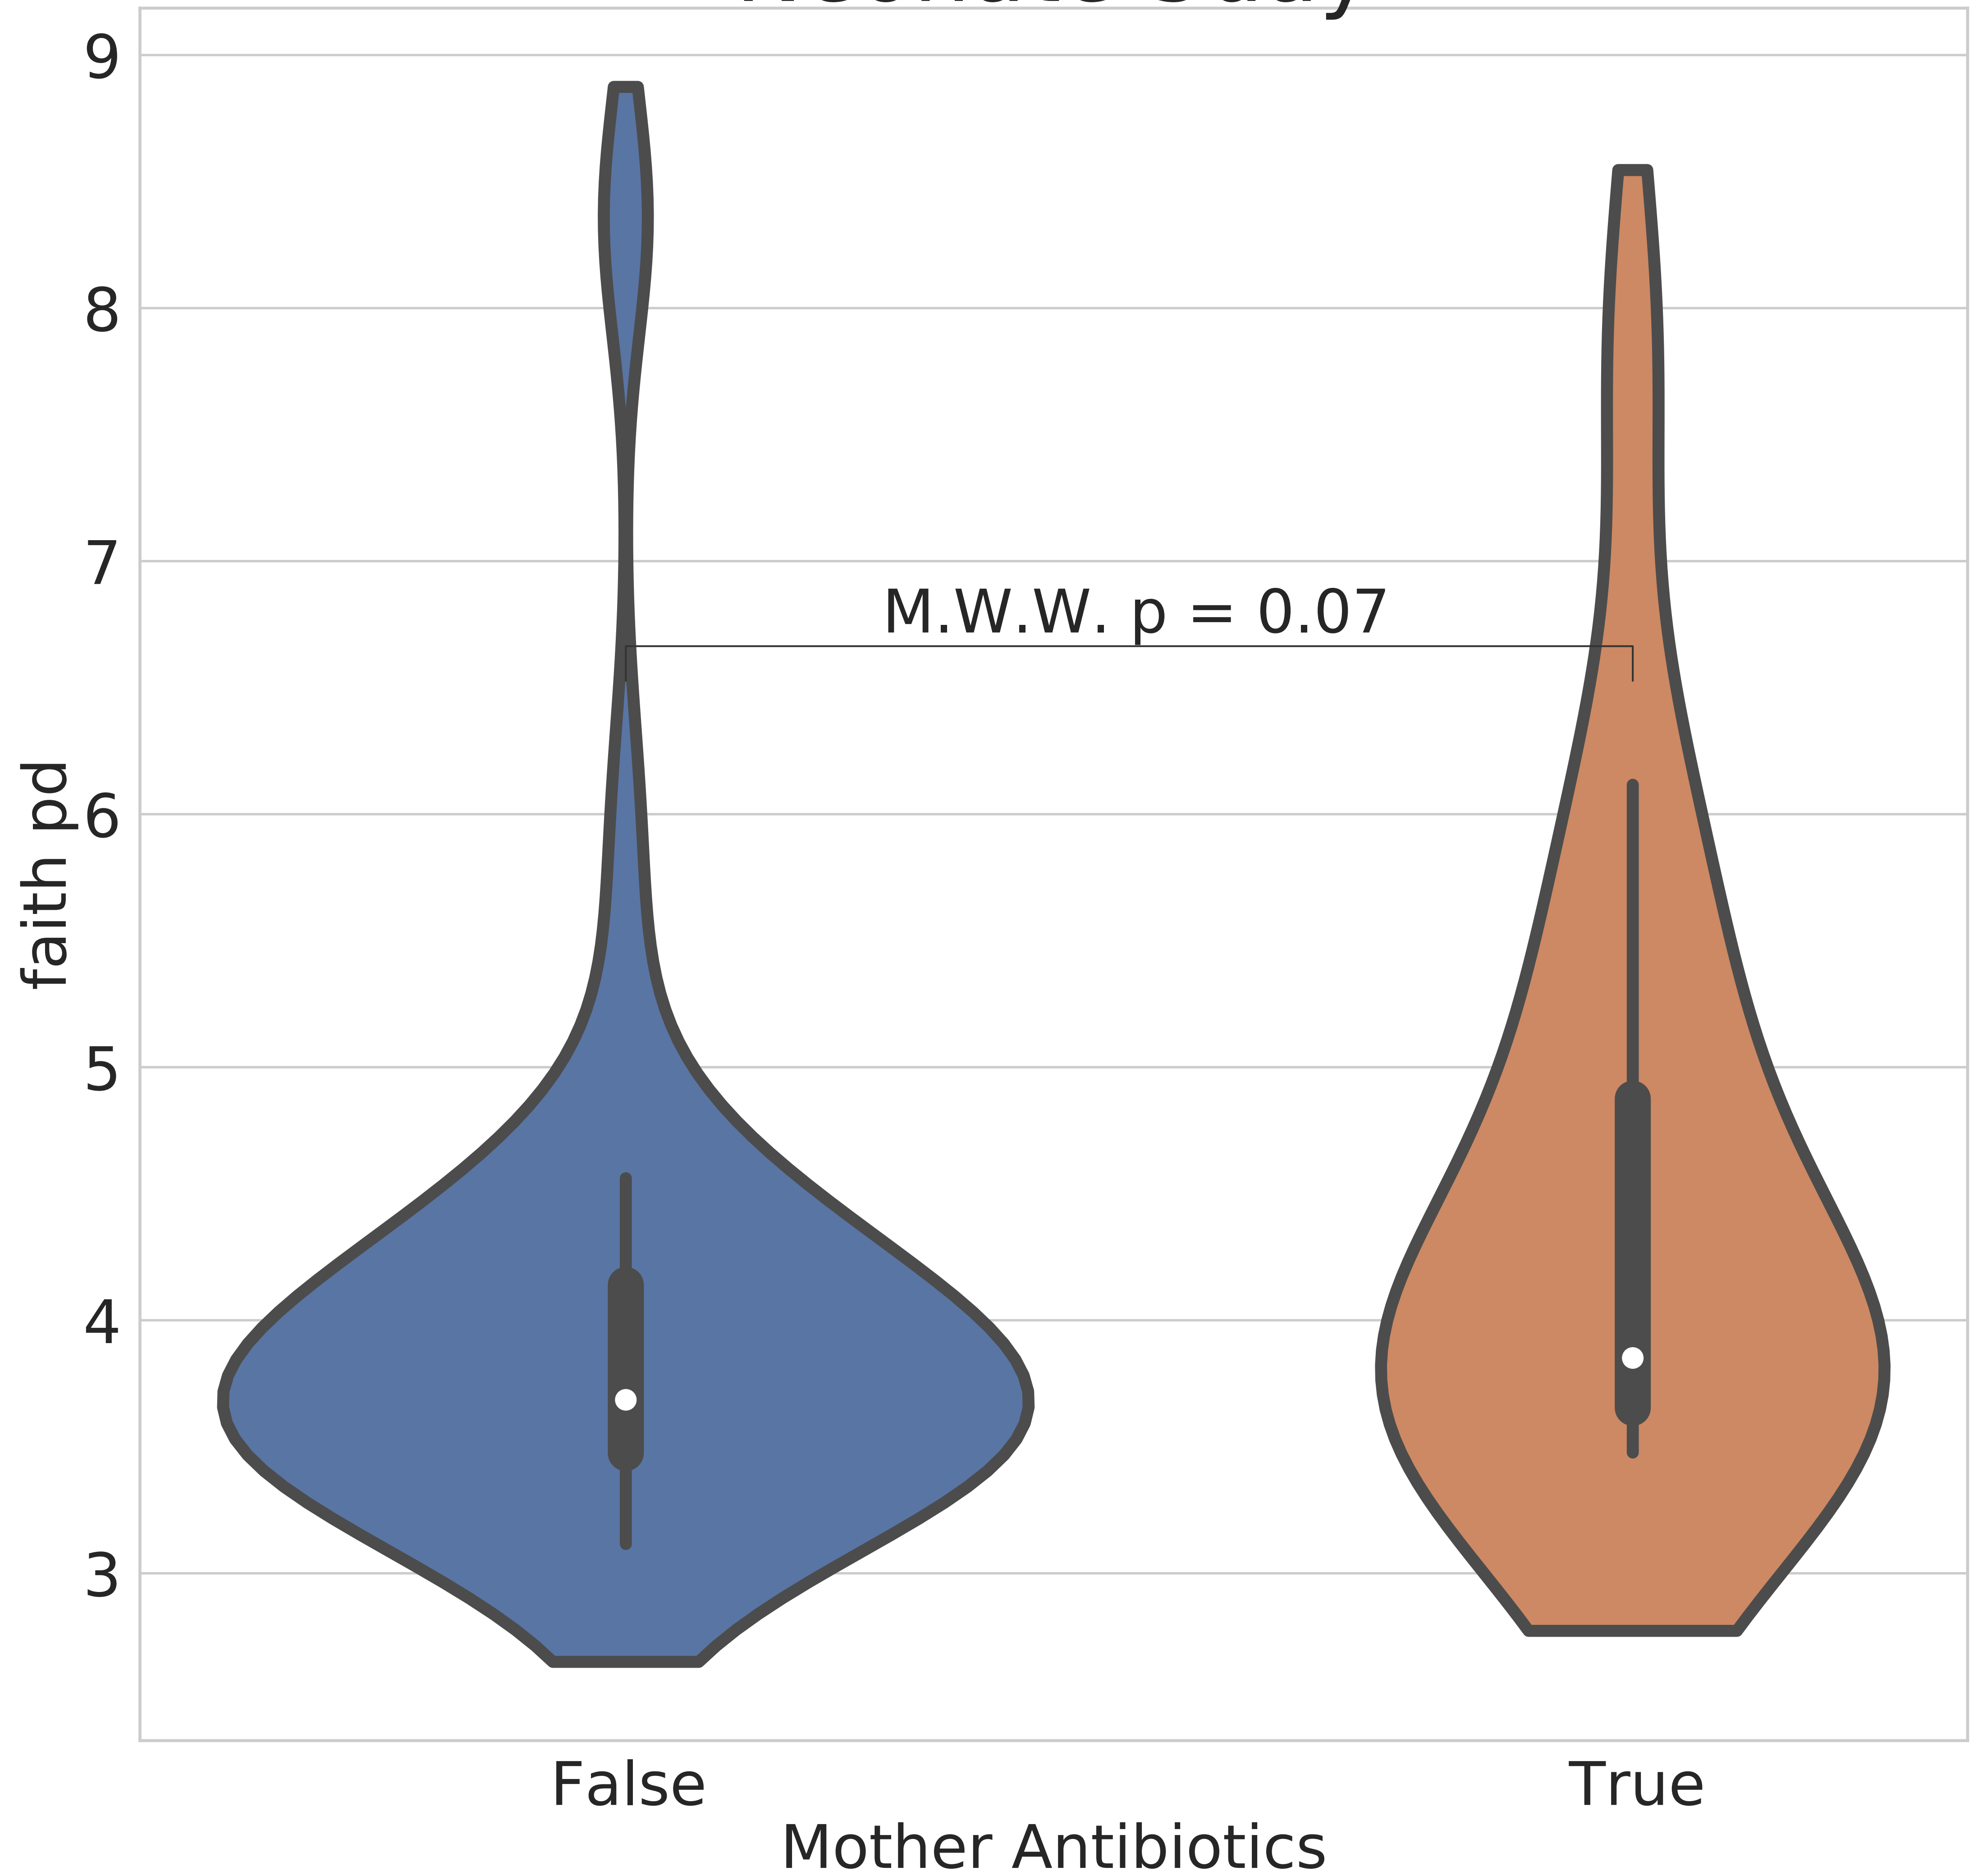 9
8
7
M.W.W. p = 0.07
faith pd
6
5
4
3
False True
Mother Antibiotics